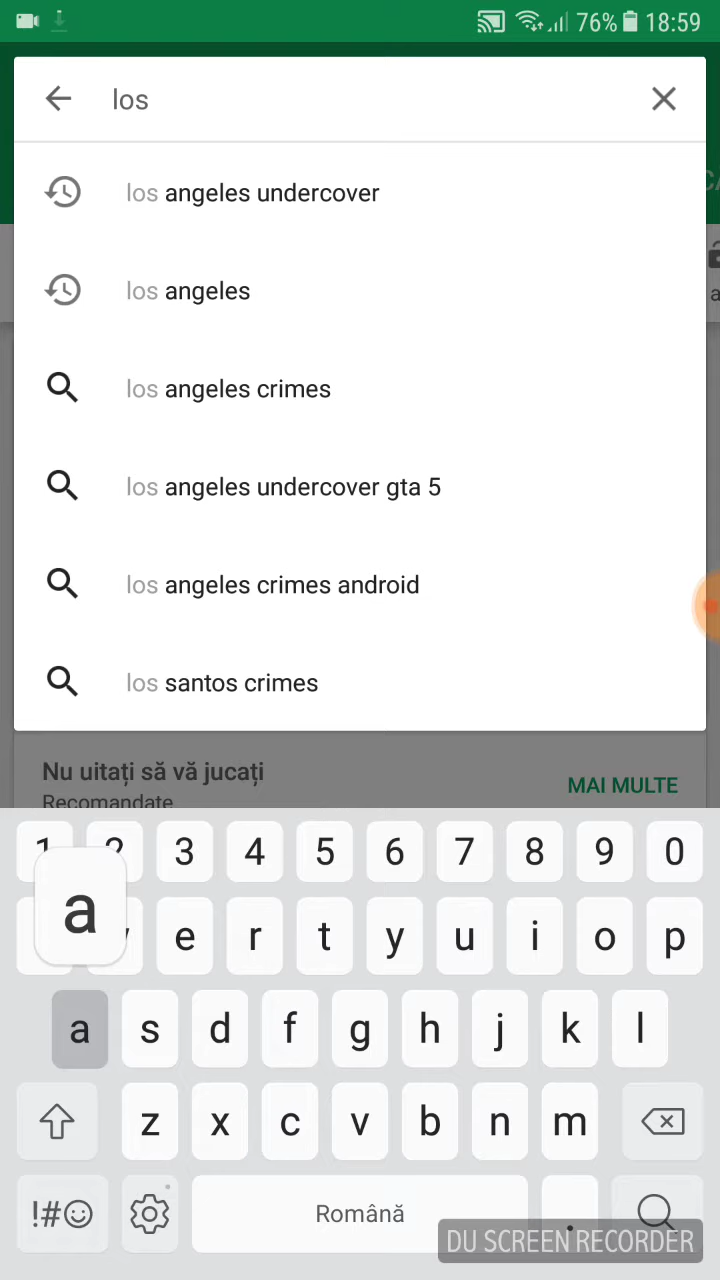 76% 18:59
los
los angeles undercover
los angeles
los angeles crimes
los angeles undercover gta 5
los angeles crimes android
los santos crimes
Nu uitați să vă jucați
MAI MULTE
Recomandate
1 2 3 4 5 6 7 8 9 0
a
e r t y u i o p
a s d f g h j k l
z x c v b n m
!#☺ Română .
DU SCREEN RECORDER